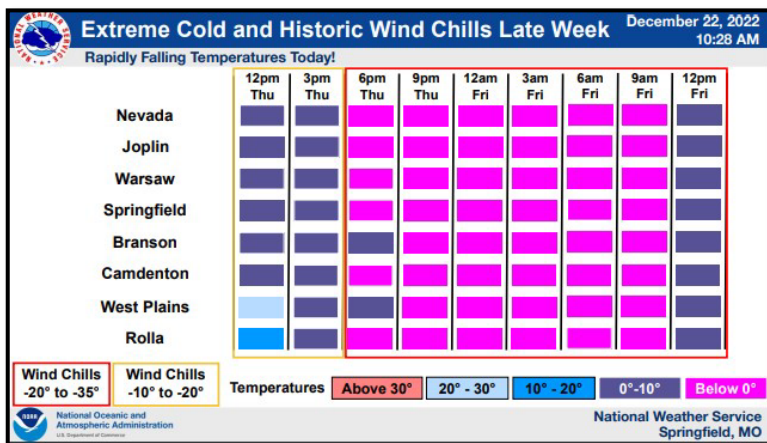 NATIONAL WEATHER SERVICE
Extreme Cold and Historic Wind Chills Late Week
December 22, 2022
10:28 AM
Rapidly Falling Temperatures Today!
12pm 3pm 6pm 9pm 12am 3am 6am 9am 12pm
Thu Thu Thu Thu Fri Fri Fri Fri Fri
Nevada
Joplin
Warsaw
Springfield
Branson
Camdenton
West Plains
Rolla
Wind Chills
-20° to -35°
Wind Chills
-10° to -20°
Temperatures Above 30° 20° - 30° 10° - 20° 0°-10° Below 0°
NOAA
National Oceanic and
Atmospheric Administration
U.S. Department of Commerce
National Weather Service
Springfield, MO